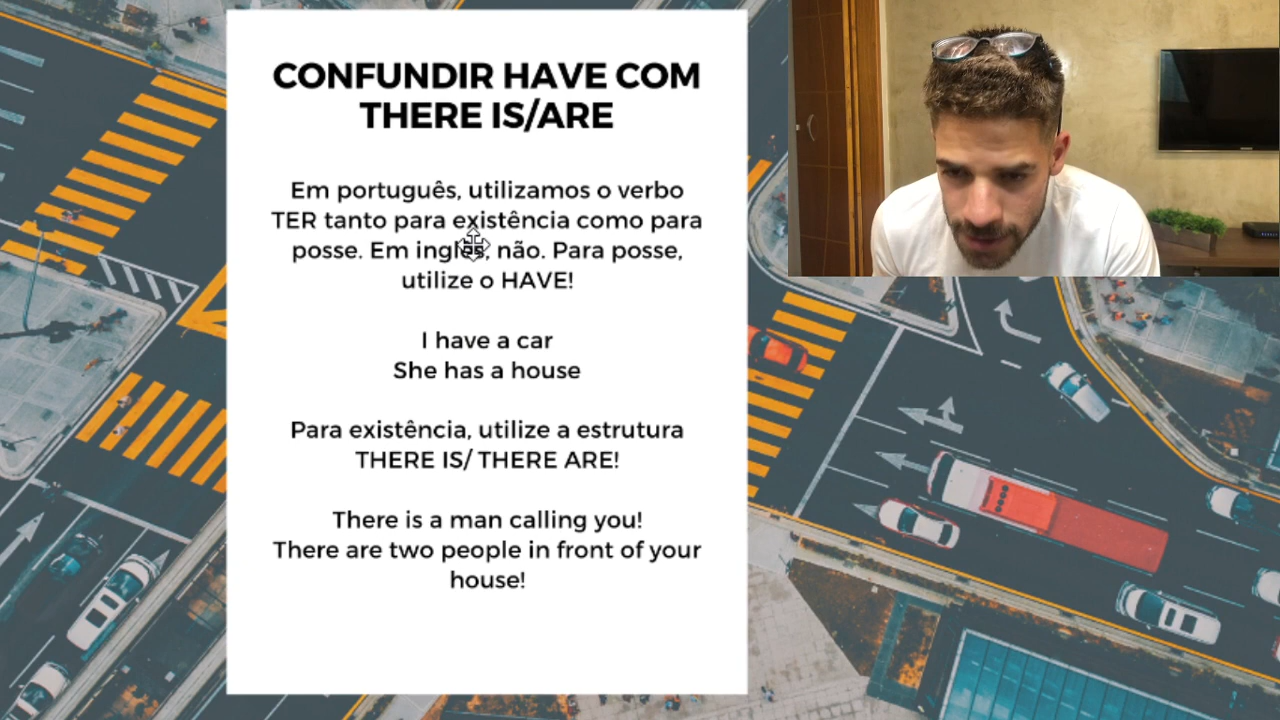 CONFUNDIR HAVE COM
THERE IS/ARE
Em português, utilizamos o verbo
TER tanto para existência como para
posse. Em inglês, não. Para posse,
utilize o HAVE!
I have a car
She has a house
Para existência, utilize a estrutura
THERE IS/ THERE ARE!
There is a man calling you!
There are two people in front of your
house!